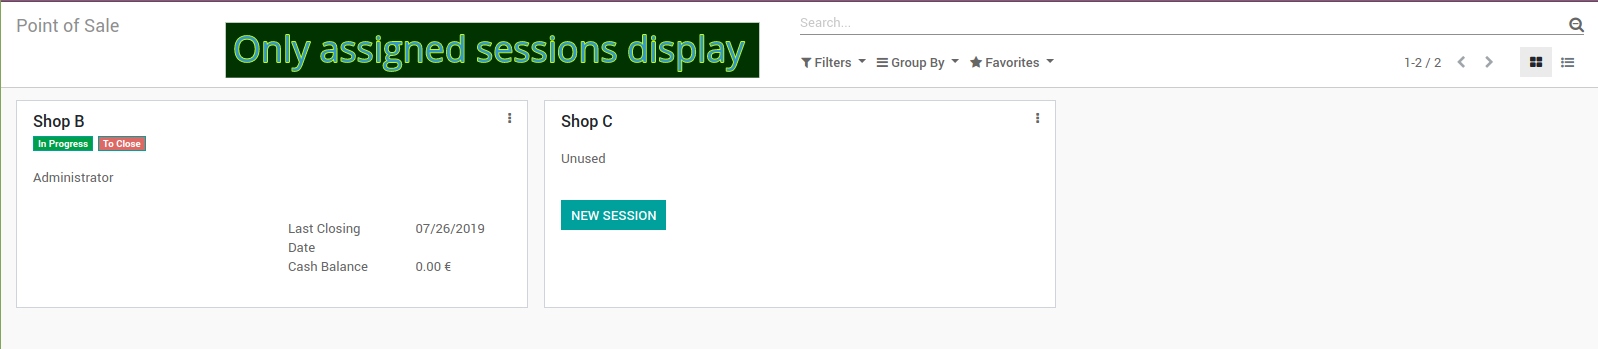 Point of Sale
Only assigned sessions display
Search...
Filters
Group By
Favorites
1-2 / 2
Shop B
In Progress
To Close
Administrator
Last Closing Date
07/26/2019
Cash Balance
0.00 €
Shop C
Unused
NEW SESSION